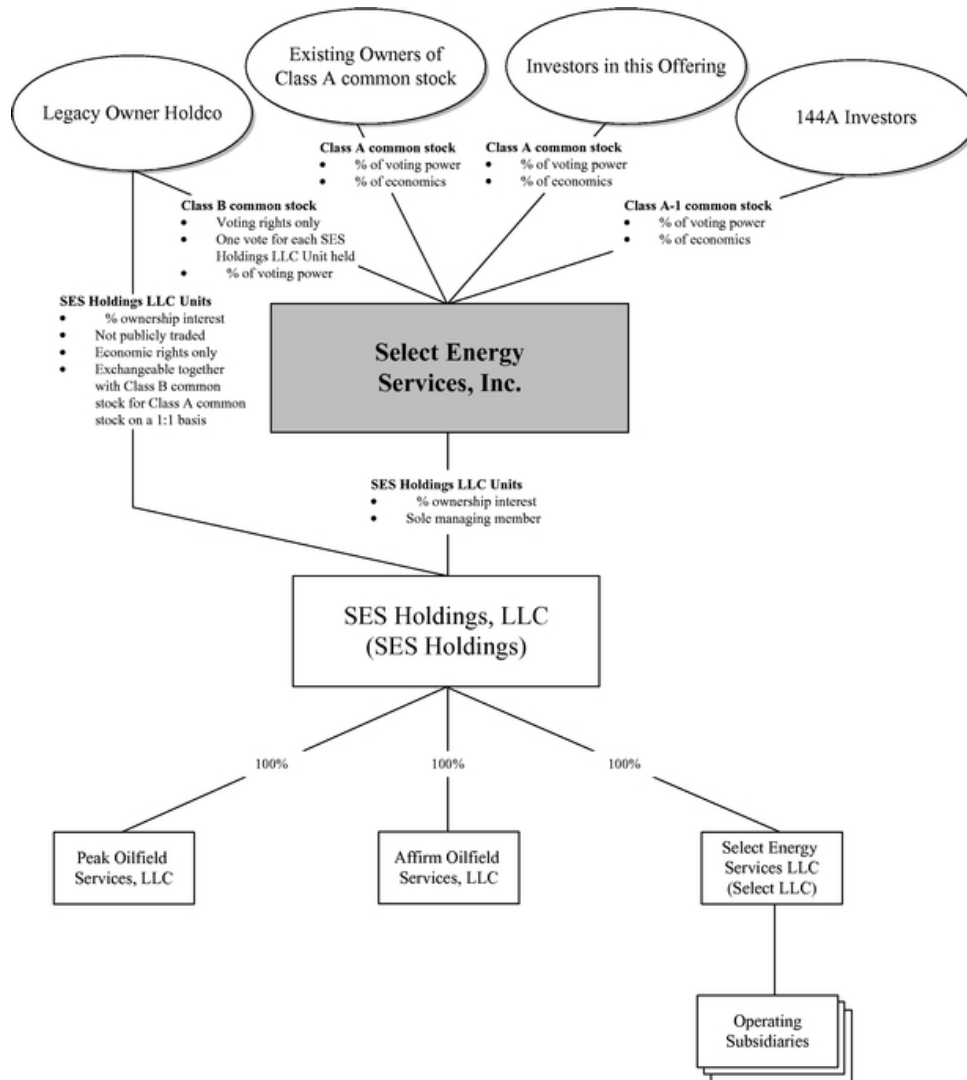 Legacy Owner Holdco
Existing Owners of
Class A common stock
Investors in this Offering
144A Investors
Class A common stock
• % of voting power
• % of economics
Class A common stock
• % of voting power
• % of economics
Class B common stock
• Voting rights only
• One vote for each SES
Holdings LLC Unit held
• % of voting power
Class A-1 common stock
• % of voting power
• % of economics
SES Holdings LLC Units
• % ownership interest
• Not publicly traded
• Economic rights only
• Exchangeable together
with Class B common
stock for Class A common
stock on a 1:1 basis
Select Energy
Services, Inc.
SES Holdings LLC Units
• % ownership interest
• Sole managing member
SES Holdings, LLC
(SES Holdings)
100%
100%
100%
Peak Oilfield
Services, LLC
Affirm Oilfield
Services, LLC
Select Energy
Services LLC
(Select LLC)
Operating
Subsidiaries